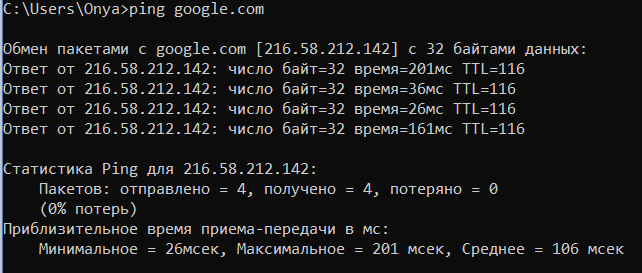 C:\Users\Onya>ping google.com
Обмен пакетами с google.com [216.58.212.142] с 32 байтами данных:
Ответ от 216.58.212.142: число байт=32 время=201мс TTL=116
Ответ от 216.58.212.142: число байт=32 время=36мс TTL=116
Ответ от 216.58.212.142: число байт=32 время=26мс TTL=116
Ответ от 216.58.212.142: число байт=32 время=161мс TTL=116
Статистика Ping для 216.58.212.142:
Пакетов: отправлено = 4, получено = 4, потеряно = 0
(0% потерь)
Приблизительное время приема-передачи в мс:
Минимальное = 26мсек, Максимальное = 201 мсек, Среднее = 106 мсек